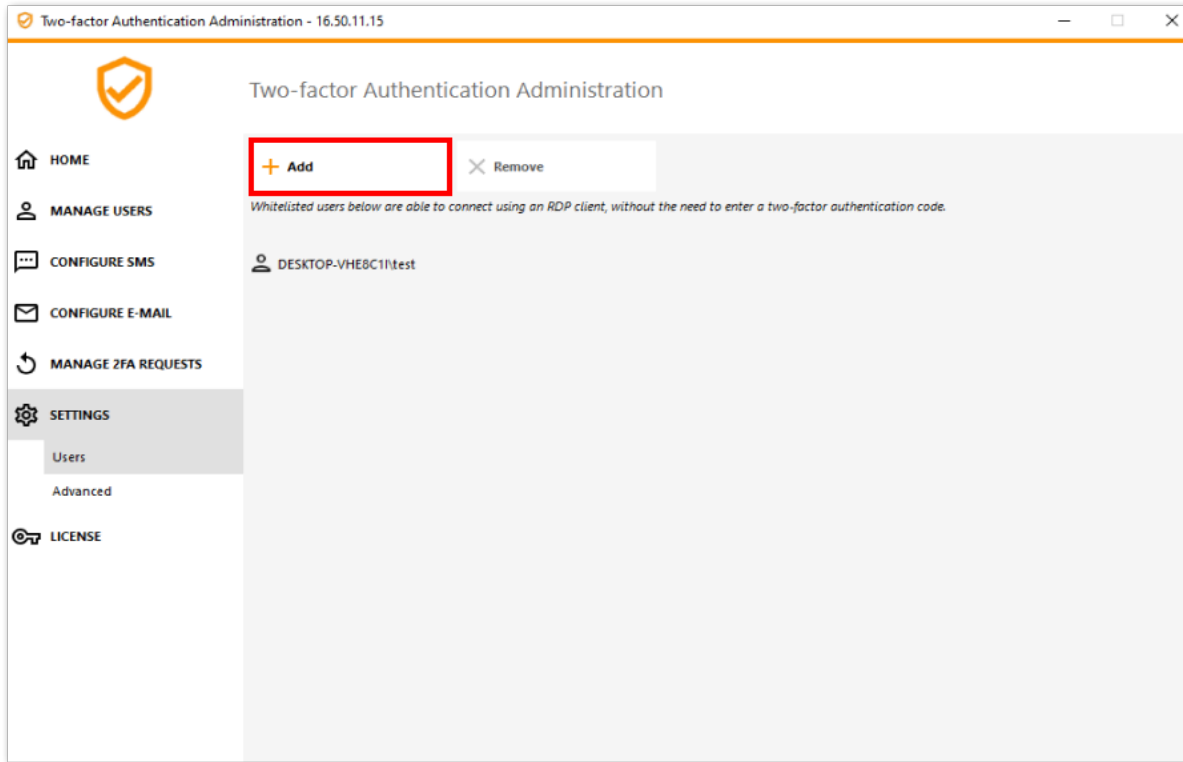 Two-factor Authentication Administration - 16.50.11.15
Two-factor Authentication Administration
HOME
MANAGE USERS
CONFIGURE SMS
CONFIGURE E-MAIL
MANAGE 2FA REQUESTS
SETTINGS
Users
Advanced
LICENSE
Add
Remove
Whitelisted users below are able to connect using an RDP client, without the need to enter a two-factor authentication code.
DESKTOP-VHE8C1I\test